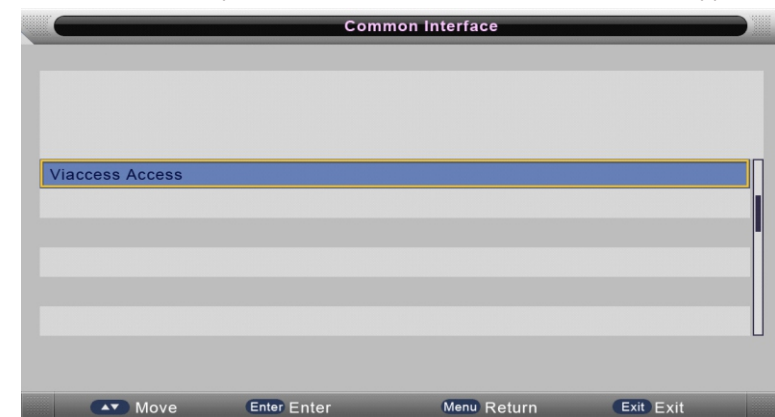 Common Interface
Viaccess Access
Move Enter Enter Menu Return Exit Exit